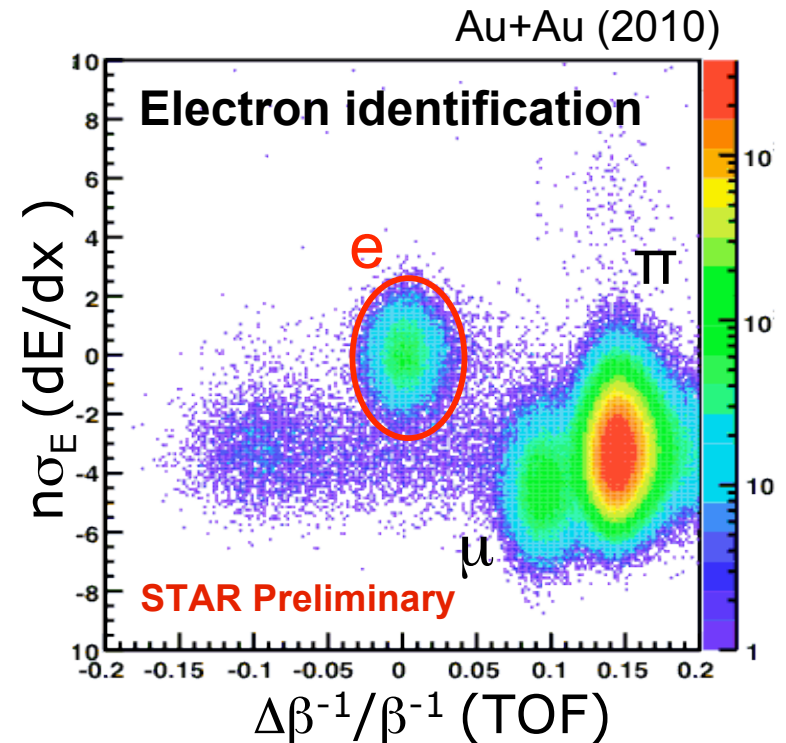 Au+Au (2010)
10
Electron identification
8
6
4
2
0
-2
-4
-6
-8
10
nσE (dE/dx )
e
π
μ
STAR Preliminary
-0.2 -0.15 -0.1 -0.05 0 0.05 0.1 0.15 0.2
Δβ-1/β-1 (TOF)
10
10
10
1